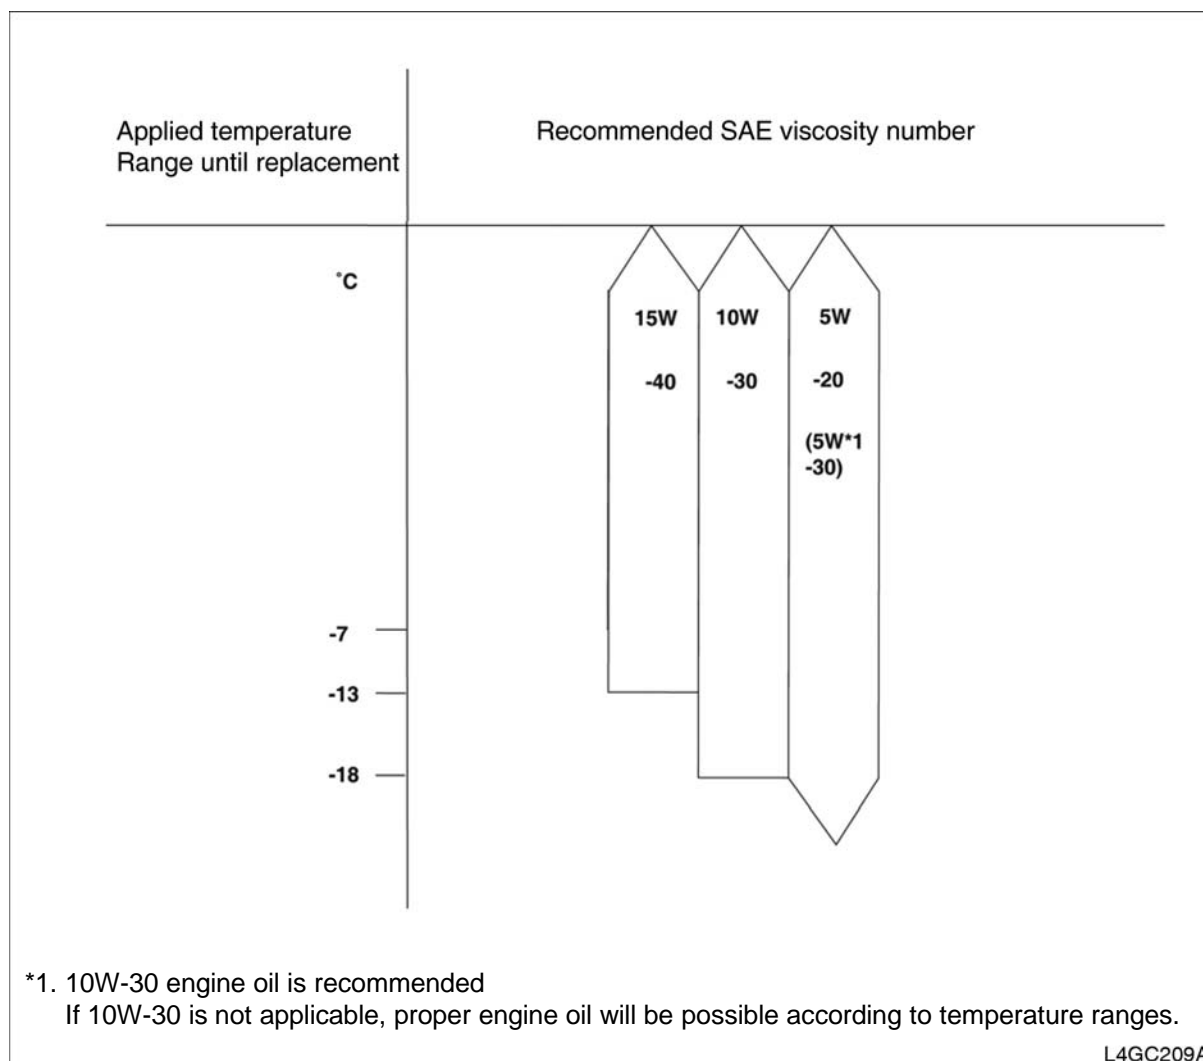 Applied temperature
Range until replacement
Recommended SAE viscosity number
°C
15W
-40
10W
-30
5W
-20
(5W*1
-30)
-7
-13
-18
*1. 10W-30 engine oil is recommended
If 10W-30 is not applicable, proper engine oil will be possible according to temperature ranges.
L4GC209A